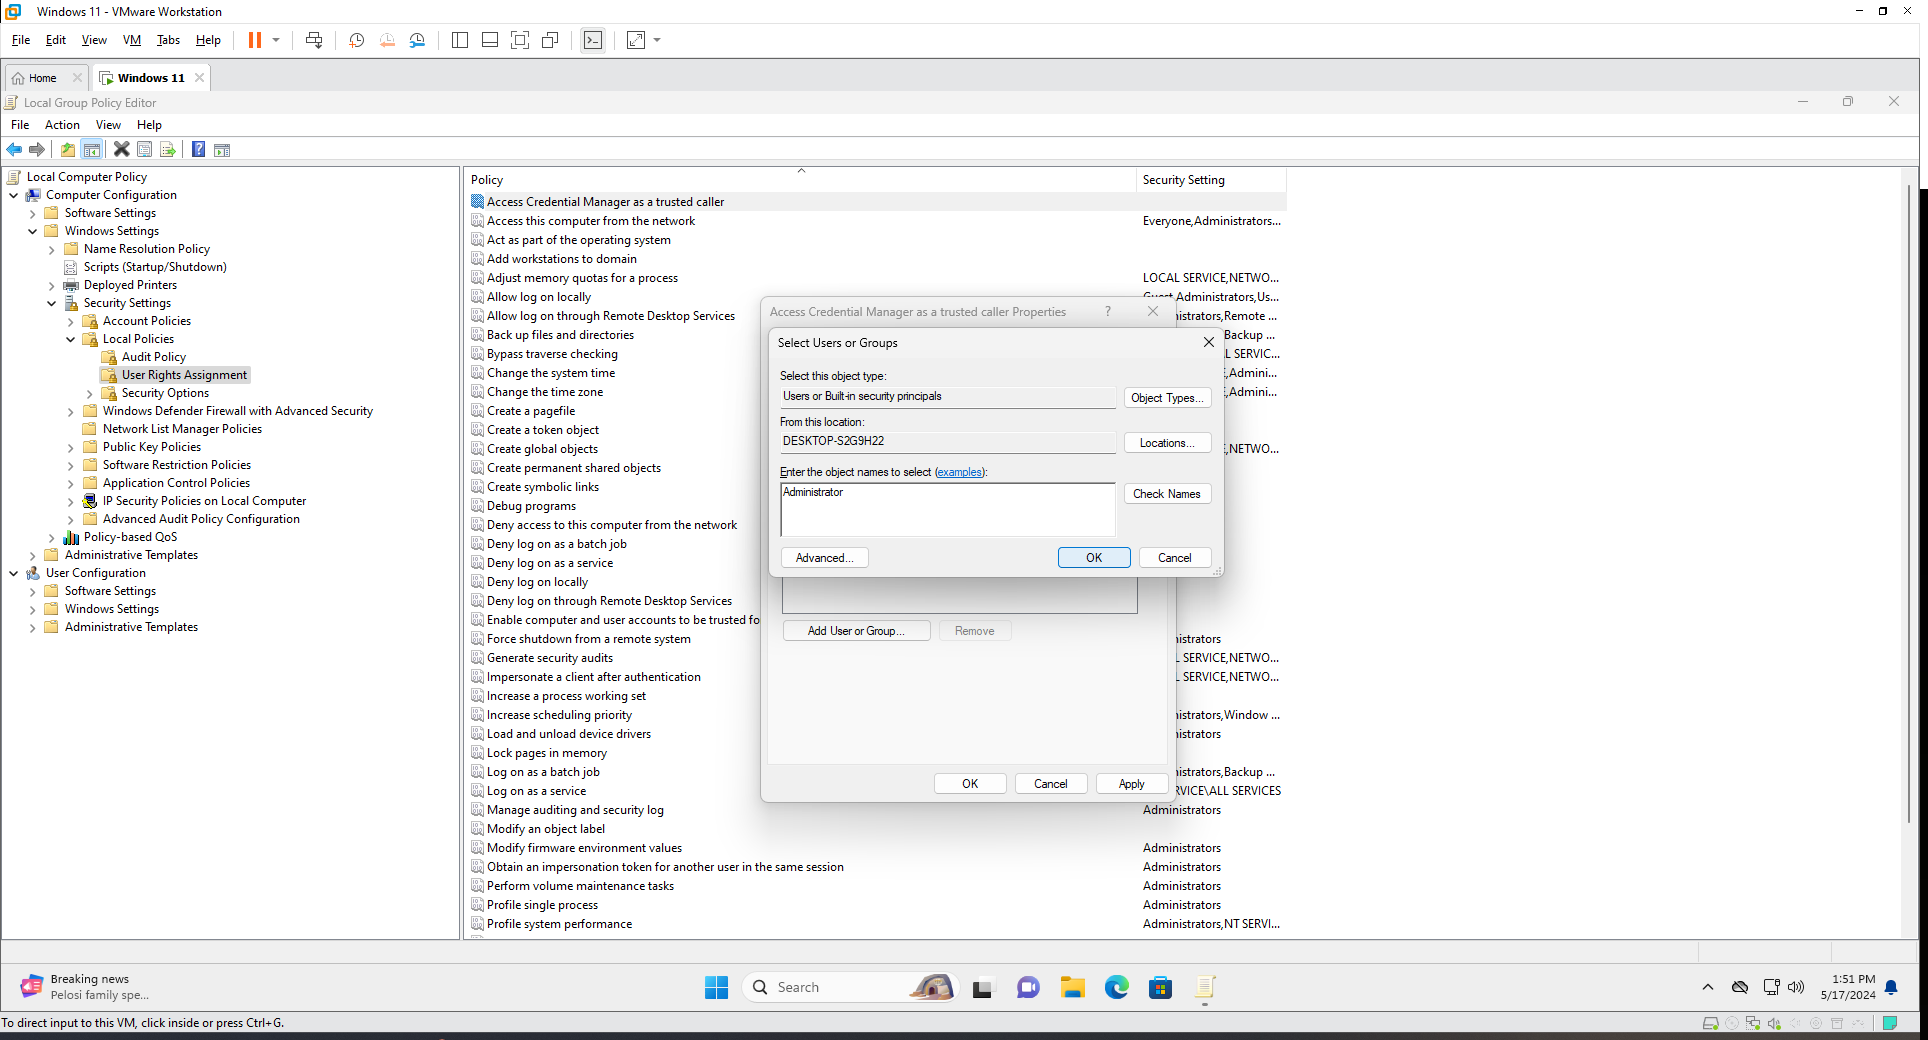 Windows 11 - VMware Workstation
File Edit View VM Tabs Help
Home
Windows 11
Local Group Policy Editor
File Action View Help
Local Computer Policy
Computer Configuration
Software Settings
Windows Settings
Name Resolution Policy
Scripts (Startup/Shutdown)
Deployed Printers
Security Settings
Account Policies
Local Policies
Audit Policy
User Rights Assignment
Security Options
Windows Defender Firewall with Advanced Security
Network List Manager Policies
Public Key Policies
Software Restriction Policies
Application Control Policies
IP Security Policies on Local Computer
Advanced Audit Policy Configuration
Policy-based QoS
Administrative Templates
User Configuration
Software Settings
Windows Settings
Administrative Templates
Policy Security Setting
Access Credential Manager as a trusted caller
Access this computer from the network Everyone,Administrators...
Act as part of the operating system
Add workstations to domain
Adjust memory quotas for a process LOCAL SERVICE,NETWO...
Allow log on locally Guest,Administrators,Us...
Allow log on through Remote Desktop Services istrators,Remote ...
Back up files and directories Backup ...
Bypass traverse checking L SERVIC...
Change the system time E,Admini...
Change the time zone E,Admini...
Create a pagefile
Create a token object
Create global objects E,NETWO...
Create permanent shared objects
Create symbolic links
Debug programs
Deny access to this computer from the network
Deny log on as a batch job
Deny log on as a service
Deny log on locally
Deny log on through Remote Desktop Services
Enable computer and user accounts to be trusted fo
Force shutdown from a remote system istrators
Generate security audits L SERVICE,NETWO...
Impersonate a client after authentication L SERVICE,NETWO...
Increase a process working set
Increase scheduling priority istrators,Window ...
Load and unload device drivers istrators
Lock pages in memory
Log on as a batch job istrators,Backup ...
Log on as a service RVICE\ALL SERVICES
Manage auditing and security log Administrators
Modify an object label
Modify firmware environment values Administrators
Obtain an impersonation token for another user in the same session Administrators
Perform volume maintenance tasks Administrators
Profile single process Administrators
Profile system performance Administrators,NT SERVI...
Access Credential Manager as a trusted caller Properties ?
Select Users or Groups
Select this object type:
Users or Built-in security principals Object Types...
From this location:
DESKTOP-S2G9H22 Locations...
Enter the object names to select (examples):
Administrator Check Names
Advanced... OK Cancel
Add User or Group... Remove
OK Cancel Apply
Breaking news
Pelosi family spe...
Search
1:51 PM
5/17/2024
To direct input to this VM, click inside or press Ctrl+G.